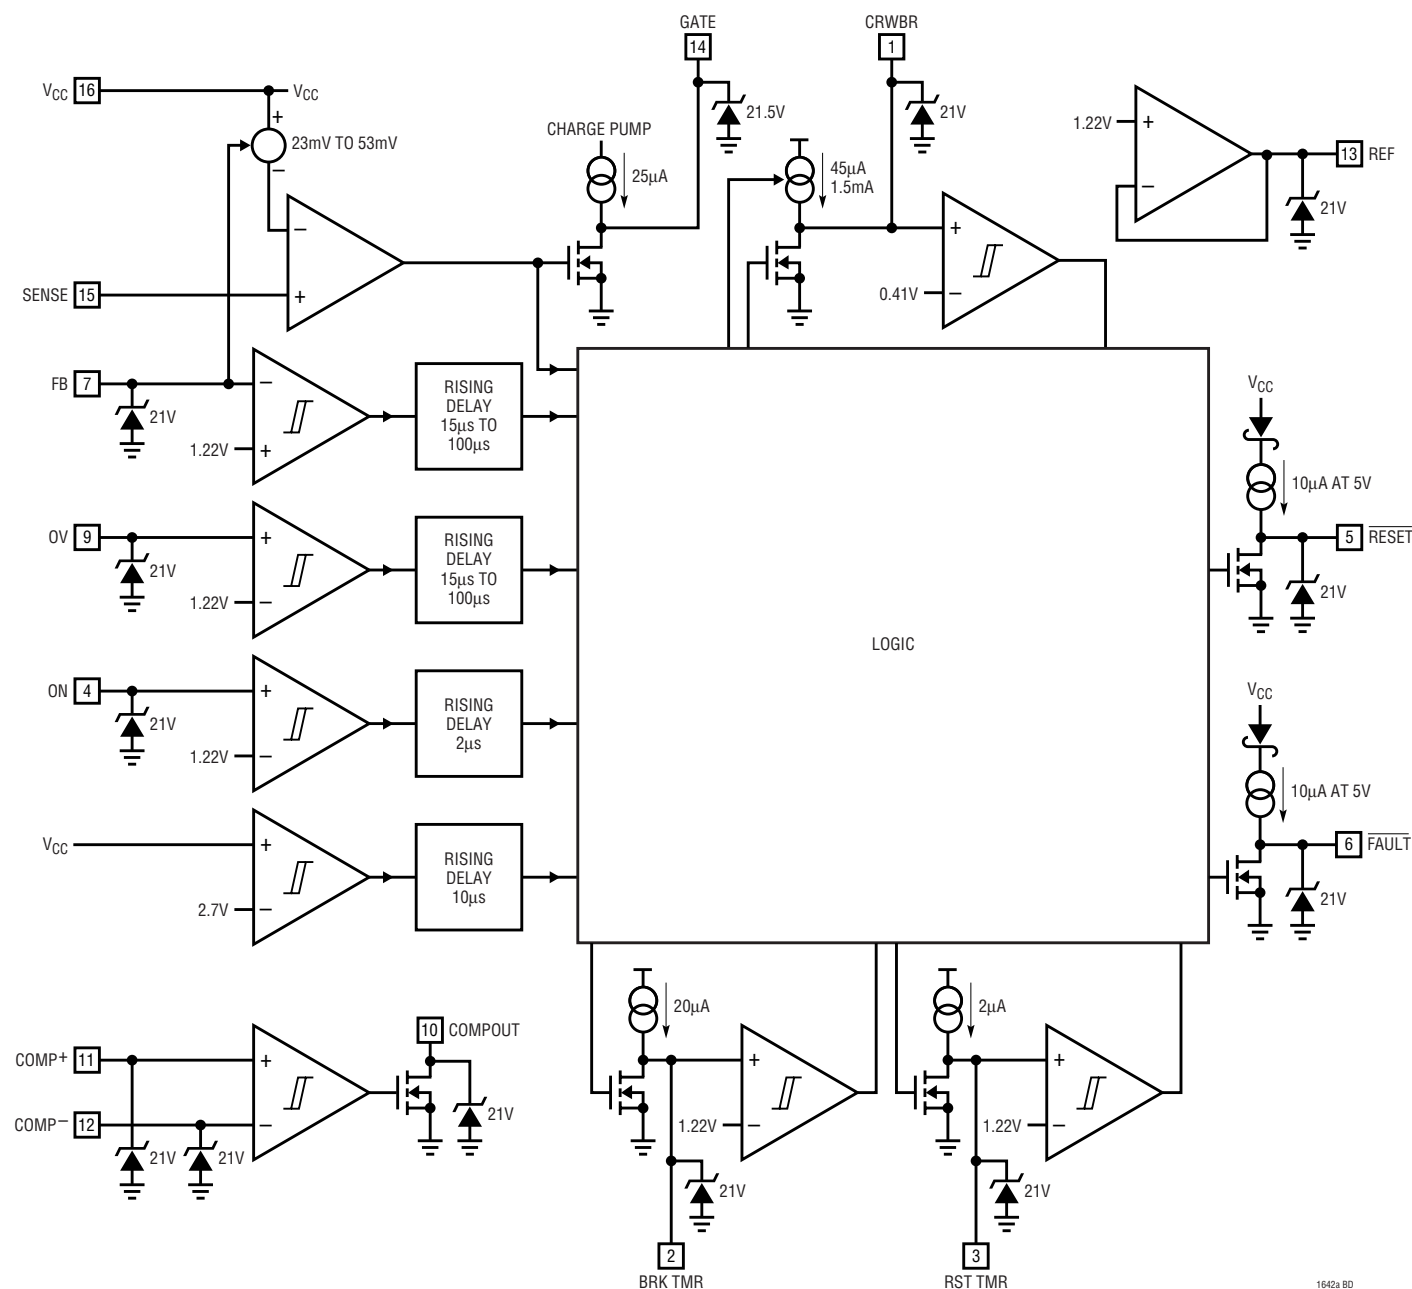 GATE
14
CRWBR
1
VCC 16
VCC
+
23mV TO 53mV
−
CHARGE PUMP
25µA
21.5V
45µA
1.5mA
21V
1.22V
+
−
13 REF
21V
−
+
SENSE 15
+
0.41V −
FB 7
−
21V
1.22V
+
RISING
DELAY
15µs TO
100µs
VCC
10µA AT 5V
5 RESET
21V
OV 9
+
21V
1.22V −
RISING
DELAY
15µs TO
100µs
LOGIC
ON 4
+
21V
1.22V −
RISING
DELAY
2µs
VCC
10µA AT 5V
6 FAULT
21V
VCC
+
2.7V −
RISING
DELAY
10µs
COMP+ 11
+
COMP− 12
−
21V
21V
10 COMPOUT
21V
20µA
+
1.22V −
21V
2
BRK TMR
2µA
+
1.22V −
21V
3
RST TMR
1642a BD